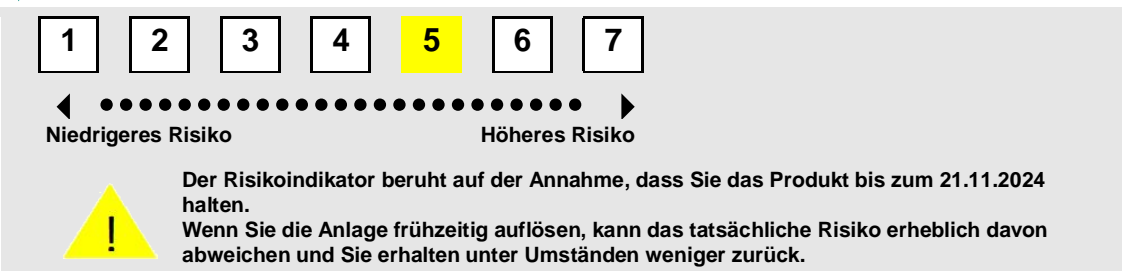 1 2 3 4 5 6 7
Niedrigeres Risiko Höheres Risiko
Der Risikoindikator beruht auf der Annahme, dass Sie das Produkt bis zum 21.11.2024
halten.
! Wenn Sie die Anlage frühzeitig auflösen, kann das tatsächliche Risiko erheblich davon
abweichen und Sie erhalten unter Umständen weniger zurück.